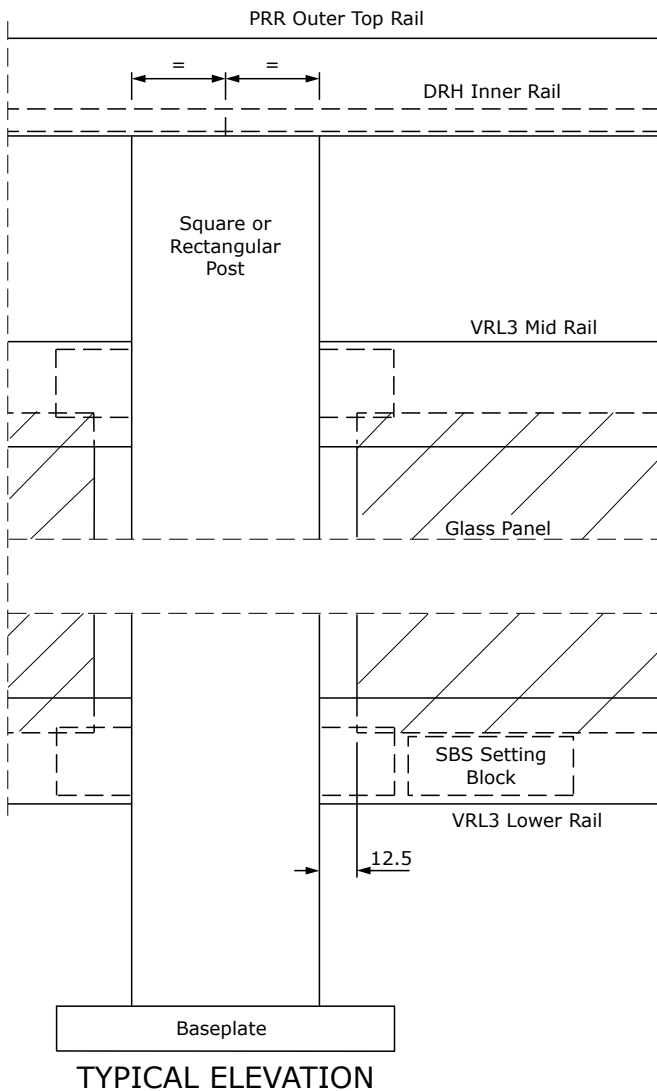 PRR Outer Top Rail
= =
DRH Inner Rail
Square or
Rectangular
Post
VRL3 Mid Rail
Glass Panel
SBS Setting
Block
VRL3 Lower Rail
12.5
Baseplate
TYPICAL ELEVATION